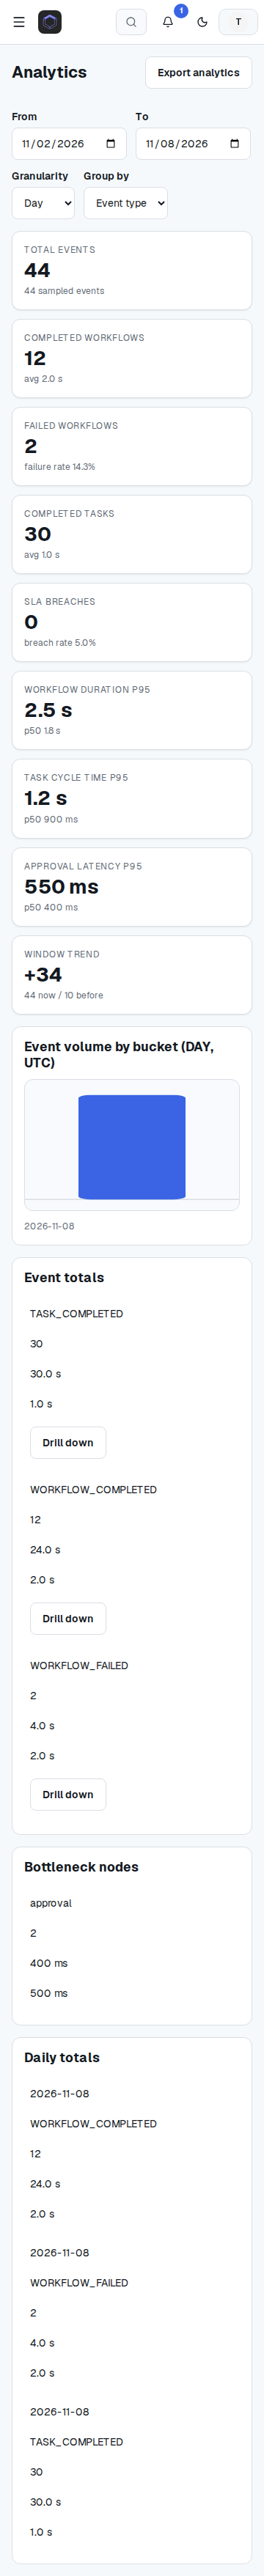 1
T
Analytics
Export analytics
From
To
11/02/2026
11/08/2026
Granularity
Group by
Day
Event type
TOTAL EVENTS
44
44 sampled events
COMPLETED WORKFLOWS
12
avg 2.0 s
FAILED WORKFLOWS
2
failure rate 14.3%
COMPLETED TASKS
30
avg 1.0 s
SLA BREACHES
0
breach rate 5.0%
WORKFLOW DURATION P95
2.5 s
p50 1.8 s
TASK CYCLE TIME P95
1.2 s
p50 900 ms
APPROVAL LATENCY P95
550 ms
p50 400 ms
WINDOW TREND
+34
44 now / 10 before
Event volume by bucket (DAY,
UTC)
2026-11-08
Event totals
TASK_COMPLETED
30
30.0 s
1.0 s
Drill down
WORKFLOW_COMPLETED
12
24.0 s
2.0 s
Drill down
WORKFLOW_FAILED
2
4.0 s
2.0 s
Drill down
Bottleneck nodes
approval
2
400 ms
500 ms
Daily totals
2026-11-08
WORKFLOW_COMPLETED
12
24.0 s
2.0 s
2026-11-08
WORKFLOW_FAILED
2
4.0 s
2.0 s
2026-11-08
TASK_COMPLETED
30
30.0 s
1.0 s